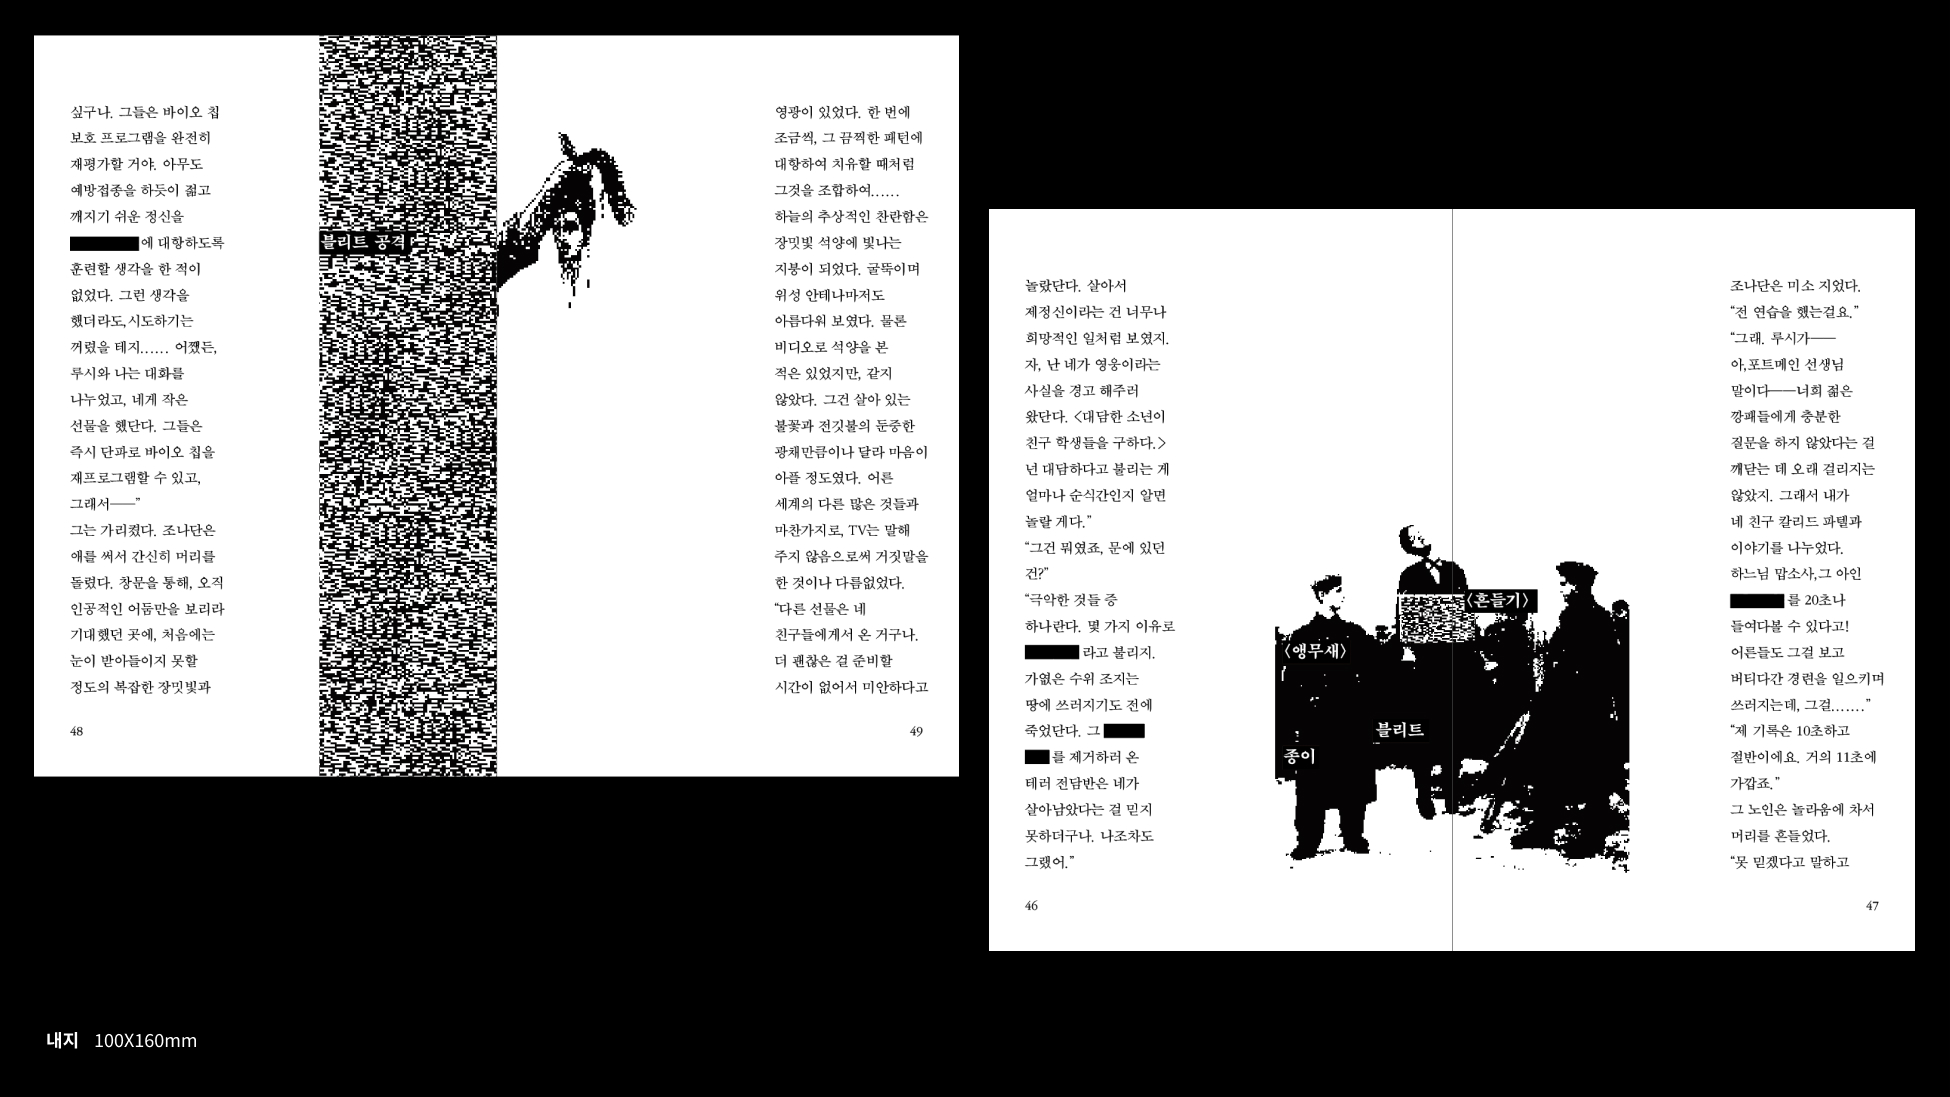 싶구나. 그들은 바이오 칩
보호 프로그램을 완전히
재평가할 거야. 아무도
예방접종을 하듯이 젊고
깨지기 쉬운 정신을
에 대항하도록
훈련할 생각을 한 적이
없었다. 그런 생각을
했더라도,시도하기는
꺼렸을 테지…… 어쨌든,
루시와 나는 대화를
나누었고, 네게 작은
선물을 했단다. 그들은
즉시 단파로 바이오 칩을
재프로그램할 수 있고,
그래서――”
그는 가리켰다. 조나단은
애를 써서 간신히 머리를
돌렸다. 창문을 통해, 오직
인공적인 어둠만을 보리라
기대했던 곳에, 처음에는
눈이 받아들이지 못할
정도의 복잡한 장밋빛과
48
블리트 공격
영광이 있었다. 한 번에
조금씩, 그 끔찍한 패턴에
대항하여 치유할 때처럼
그것을 조합하여……
하늘의 추상적인 찬란함은
장밋빛 석양에 빛나는
지붕이 되었다. 굴뚝이며
위성 안테나마저도
아름다워 보였다. 물론
비디오로 석양을 본
적은 있었지만, 같지
않았다. 그건 살아 있는
불꽃과 전깃불의 둔중한
광채만큼이나 달라 마음이
아플 정도였다. 어른
세계의 다른 많은 것들과
마찬가지로, TV는 말해
주지 않음으로써 거짓말을
한 것이나 다름없었다.
“다른 선물은 네
친구들에게서 온 거구나.
더 괜찮은 걸 준비할
시간이 없어서 미안하다고
49
놀랐단다. 살아서
제정신이라는 건 너무나
희망적인 일처럼 보였지.
자, 난 네가 영웅이라는
사실을 경고 해주러
왔단다. <대담한 소년이
친구 학생들을 구하다.>
넌 대담하다고 불리는 게
얼마나 순식간인지 알면
놀랄 게다.”
“그건 뭐였죠, 문에 있던
건?”
“극악한 것들 중
하나란다. 몇 가지 이유로
라고 불리지.
가엾은 수위 조지는
땅에 쓰러지기도 전에
죽었단다. 그
를 제거하러 온
테러 전담반은 네가
살아남았다는 걸 믿지
못하더구나. 나조차도
그랬어.”
46
〈흔들기〉
〈앵무새〉
블리트
종이
조나단은 미소 지었다.
“전 연습을 했는걸요.”
“그래. 루시가――
아,포트메인 선생님
말이다――너희 젊은
깡패들에게 충분한
질문을 하지 않았다는 걸
깨닫는 데 오래 걸리지는
않았지. 그래서 내가
네 친구 칼리드 파텔과
이야기를 나누었다.
하느님 맙소사,그 아인
를 20초나
들여다볼 수 있다고!
어른들도 그걸 보고
버티다간 경련을 일으키며
쓰러지는데, 그걸…….”
“제 기록은 10초하고
절반이에요. 거의 11초에
가깝죠.”
그 노인은 놀라움에 차서
머리를 흔들었다.
“못 믿겠다고 말하고
47
내지 100X160mm